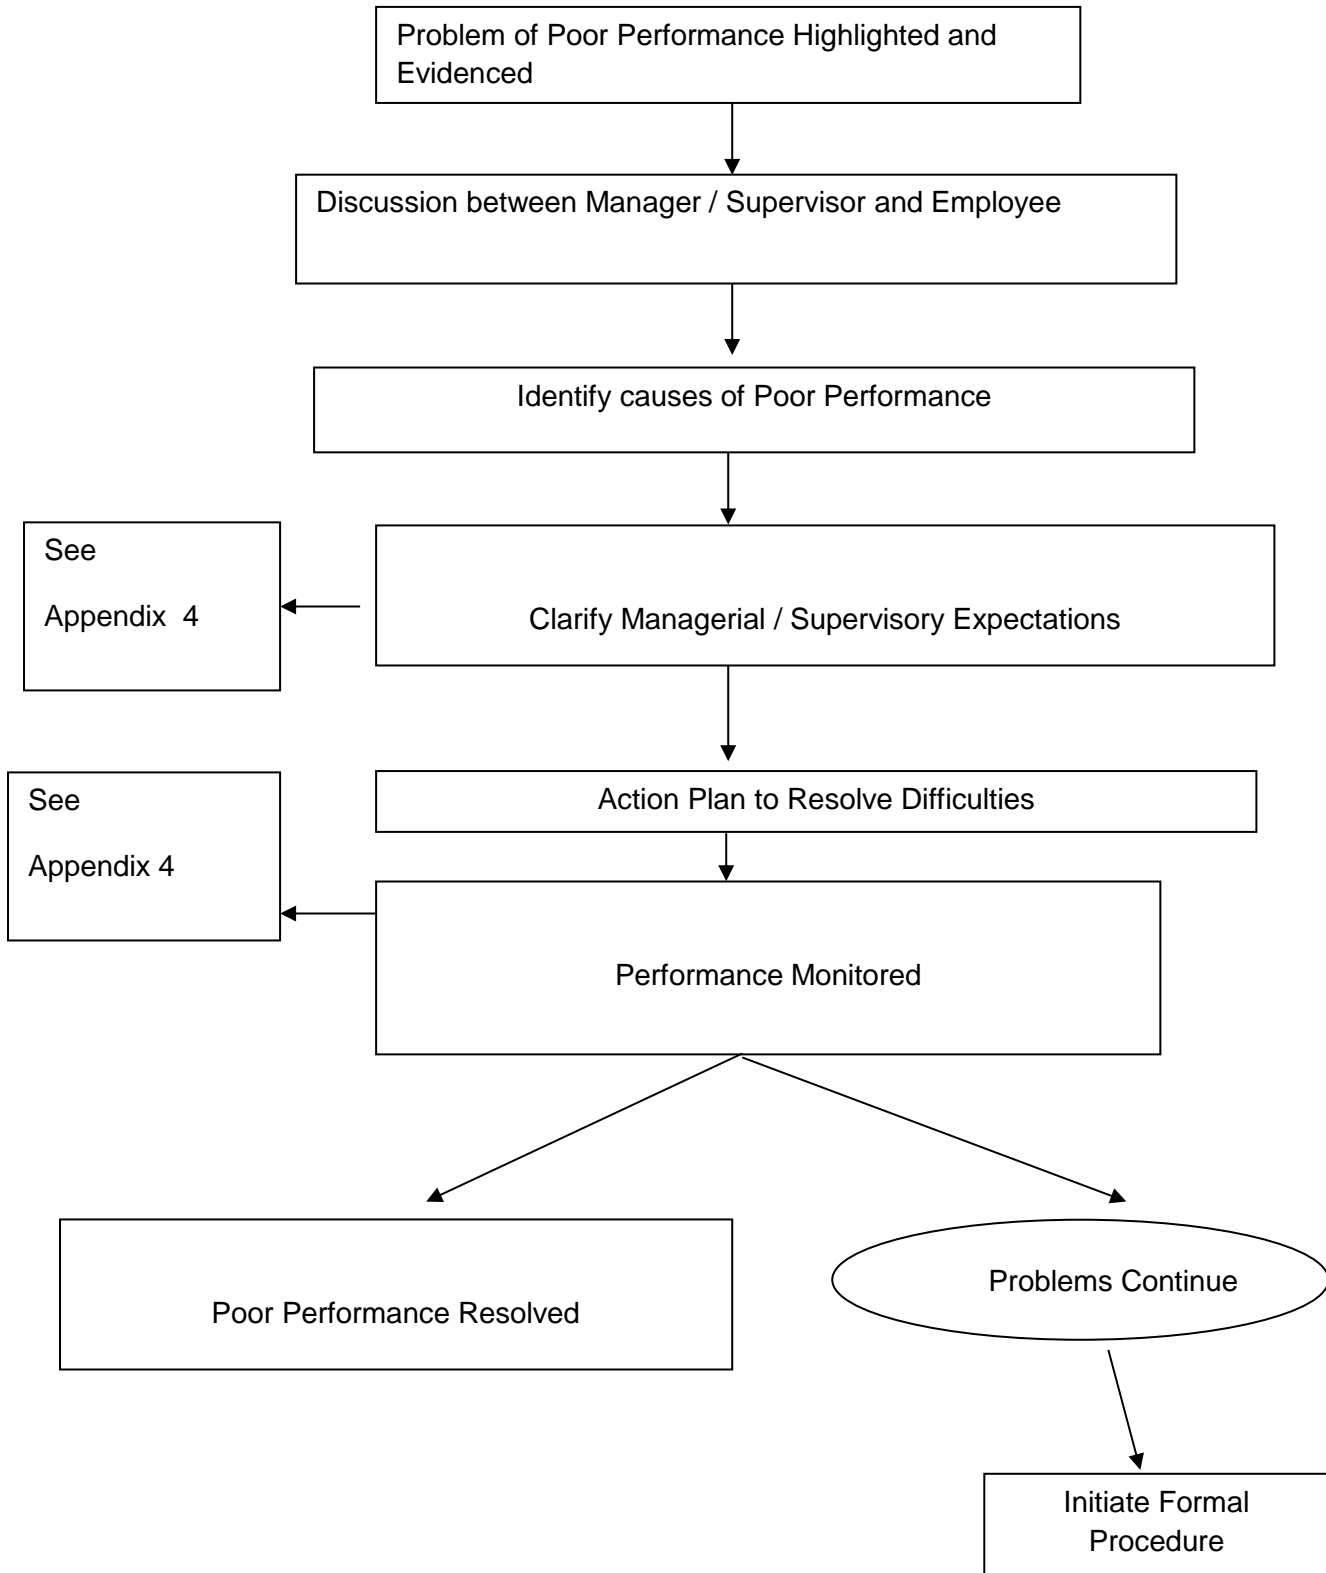 Problem of Poor Performance Highlighted and
Evidenced
Discussion between Manager / Supervisor and Employee
Identify causes of Poor Performance
See
Appendix 4
Clarify Managerial / Supervisory Expectations
See
Appendix 4
Action Plan to Resolve Difficulties
Performance Monitored
Poor Performance Resolved
Problems Continue
Initiate Formal
Procedure